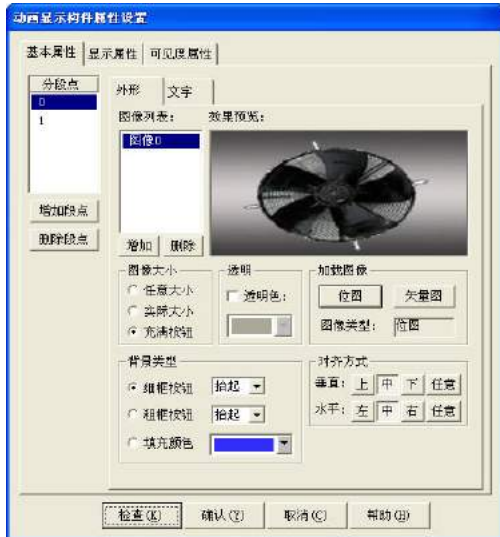 动画显示构件属性设置
基本属性 显示属性 可见度属性
分段点
0
1
增加段点
删除段点
外形 文字
图像列表: 效果预览:
图像0
增加 删除
图像大小
任意大小
实际大小
充满按钮
透明
透明色:
加载图像
位图 矢量图
图像类型: 位图
背景类型
细框按钮 抬起
粗框按钮 抬起
填充颜色
对齐方式
垂直: 上 中 下 任意
水平: 左 中 右 任意
检查(K) 确认(Y) 取消(C) 帮助(H)